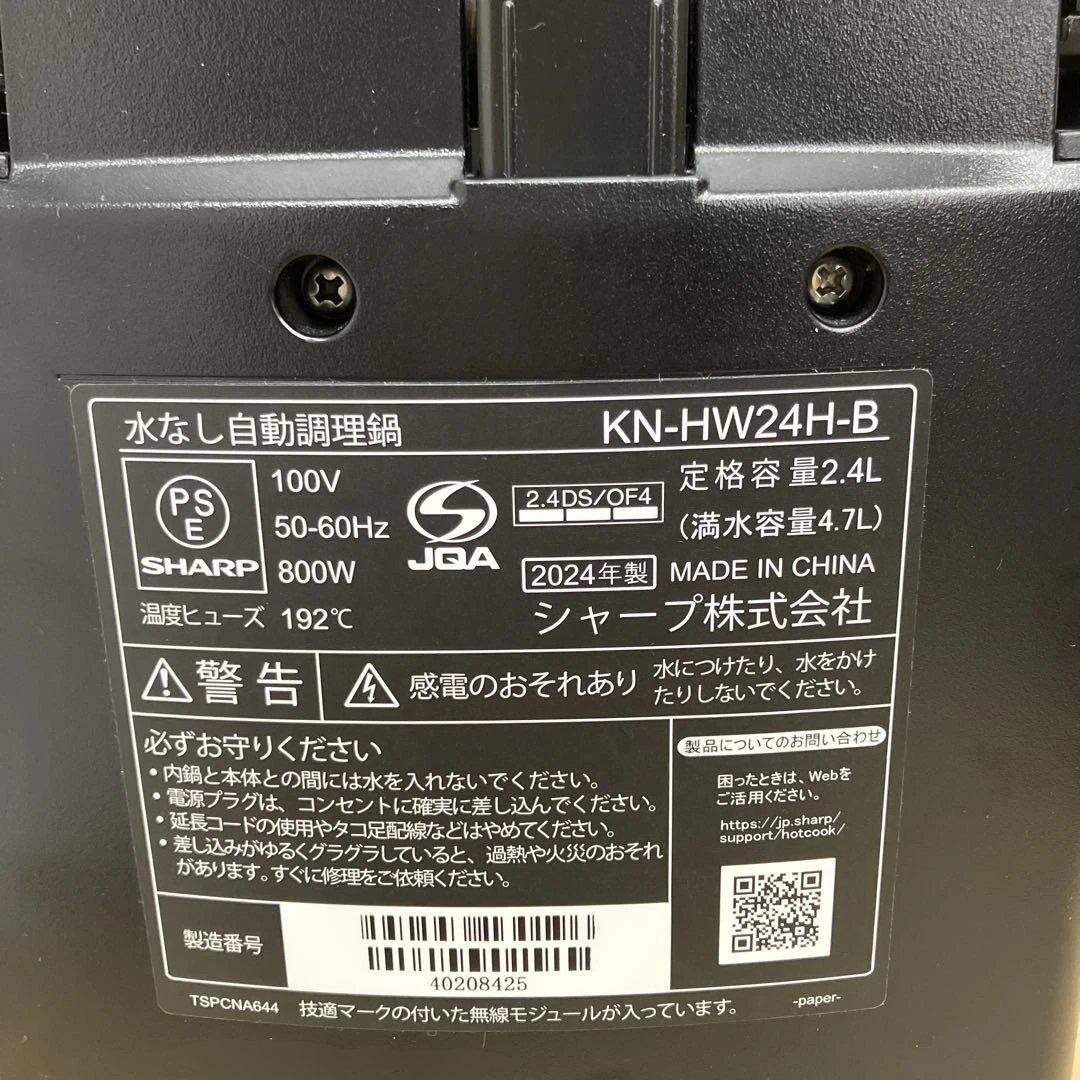 水なし自動調理鍋
KN-HW24H-B
PS
E
SHARP
100V
50-60Hz
800W
JQA
2.4DS/OF4
定格容量2.4L
(満水容量4.7L)
2024年製
MADE IN CHINA
温度ヒューズ 192℃
シャープ株式会社
警告
感電のおそれあり
水につけたり、水をかけ
たりしないでください。
必ずお守りください
・内鍋と本体との間には水を入れないでください。
・電源プラグは、コンセントに確実に差し込んでください。
・延長コードの使用やタコ足配線などはやめてください。
・差し込みがゆるくグラグラしていると、過熱や火災のおそれ
があります。すぐに修理をご依頼ください。
製品についてのお問い合わせ
困ったときは、Webを
ご活用ください。
https://jp.sharp/
support/hotcook/
製造番号
40208425
TSPCNA644
技適マークの付いた無線モジュールが入っています。
-paper-